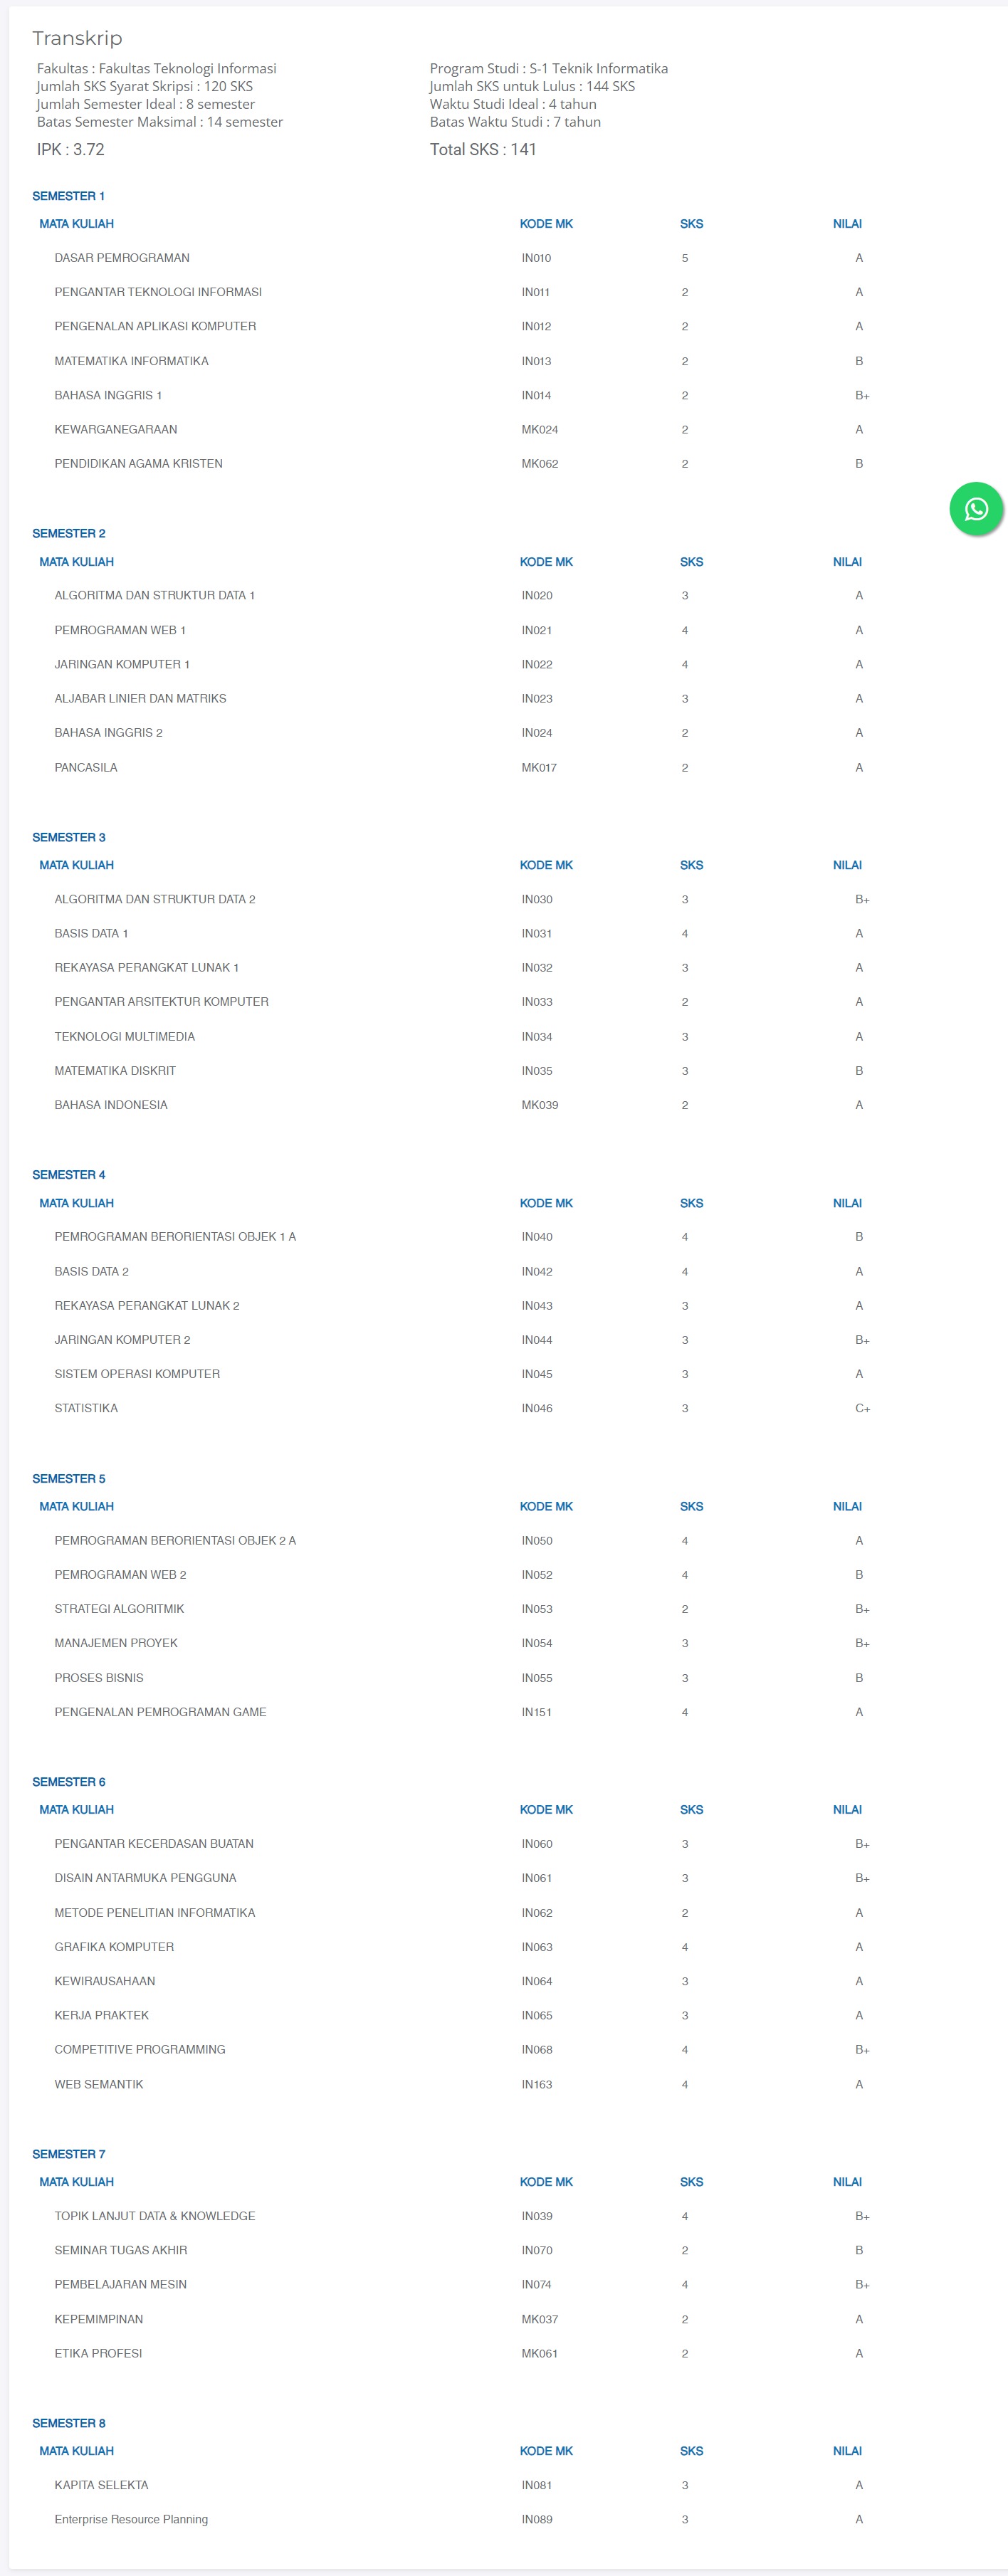 Transkrip
Fakultas : Fakultas Teknologi Informasi Program Studi : S-1 Teknik Informatika
Jumlah SKS Syarat Skripsi : 120 SKS Jumlah SKS untuk Lulus : 144 SKS
Jumlah Semester Ideal : 8 semester Waktu Studi Ideal : 4 tahun
Batas Semester Maksimal : 14 semester Batas Waktu Studi : 7 tahun
IPK : 3.72 Total SKS : 141
SEMESTER 1
MATA KULIAH KODE MK SKS NILAI
DASAR PEMROGRAMAN IN010 5 A
PENGANTAR TEKNOLOGI INFORMASI IN011 2 A
PENGENALAN APLIKASI KOMPUTER IN012 2 A
MATEMATIKA INFORMATIKA IN013 2 B
BAHASA INGGRIS 1 IN014 2 B+
KEWARGANEGARAAN MK024 2 A
PENDIDIKAN AGAMA KRISTEN MK062 2 B
SEMESTER 2
MATA KULIAH KODE MK SKS NILAI
ALGORITMA DAN STRUKTUR DATA 1 IN020 3 A
PEMROGRAMAN WEB 1 IN021 4 A
JARINGAN KOMPUTER 1 IN022 4 A
ALJABAR LINIER DAN MATRIKS IN023 3 A
BAHASA INGGRIS 2 IN024 2 A
PANCASILA MK017 2 A
SEMESTER 3
MATA KULIAH KODE MK SKS NILAI
ALGORITMA DAN STRUKTUR DATA 2 IN030 3 B+
BASIS DATA 1 IN031 4 A
REKAYASA PERANGKAT LUNAK 1 IN032 3 A
PENGANTAR ARSITEKTUR KOMPUTER IN033 2 A
TEKNOLOGI MULTIMEDIA IN034 3 A
MATEMATIKA DISKRIT IN035 3 B
BAHASA INDONESIA MK039 2 A
SEMESTER 4
MATA KULIAH KODE MK SKS NILAI
PEMROGRAMAN BERORIENTASI OBJEK 1 A IN040 4 B
BASIS DATA 2 IN042 4 A
REKAYASA PERANGKAT LUNAK 2 IN043 3 A
JARINGAN KOMPUTER 2 IN044 3 B+
SISTEM OPERASI KOMPUTER IN045 3 A
STATISTIKA IN046 3 C+
SEMESTER 5
MATA KULIAH KODE MK SKS NILAI
PEMROGRAMAN BERORIENTASI OBJEK 2 A IN050 4 A
PEMROGRAMAN WEB 2 IN052 4 B
STRATEGI ALGORITMIK IN053 2 B+
MANAJEMEN PROYEK IN054 3 B+
PROSES BISNIS IN055 3 B
PENGENALAN PEMROGRAMAN GAME IN151 4 A
SEMESTER 6
MATA KULIAH KODE MK SKS NILAI
PENGANTAR KECERDASAN BUATAN IN060 3 B+
DISAIN ANTARMUKA PENGGUNA IN061 3 B+
METODE PENELITIAN INFORMATIKA IN062 2 A
GRAFIKA KOMPUTER IN063 4 A
KEWIRAUSAHAAN IN064 3 A
KERJA PRAKTEK IN065 3 A
COMPETITIVE PROGRAMMING IN068 4 B+
WEB SEMANTIK IN163 4 A
SEMESTER 7
MATA KULIAH KODE MK SKS NILAI
TOPIK LANJUT DATA & KNOWLEDGE IN039 4 B+
SEMINAR TUGAS AKHIR IN070 2 B
PEMBELAJARAN MESIN IN074 4 B+
KEPEMIMPINAN MK037 2 A
ETIKA PROFESI MK061 2 A
SEMESTER 8
MATA KULIAH KODE MK SKS NILAI
KAPITA SELEKTA IN081 3 A
Enterprise Resource Planning IN089 3 A